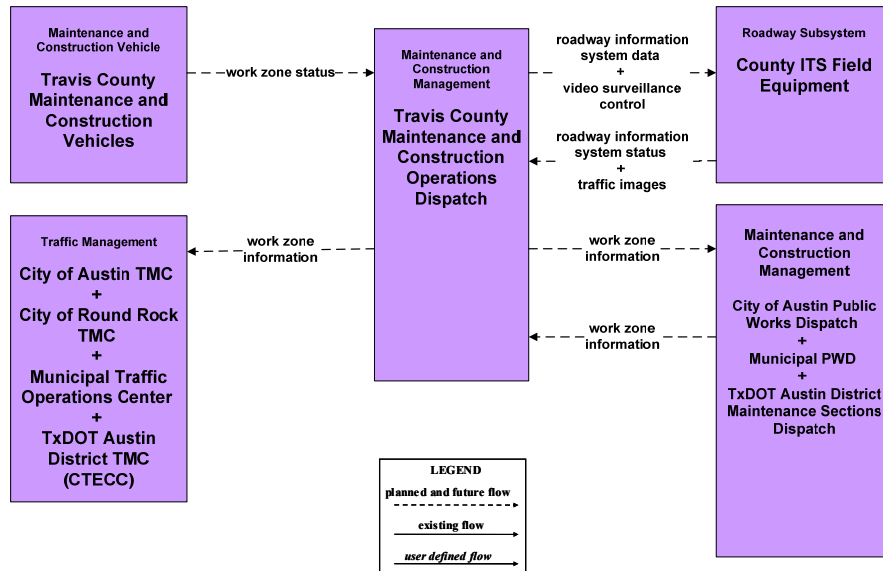 Maintenance and
Construction Vehicle
Travis County
Maintenance and
Construction
Vehicles
work zone status
Maintenance and
Construction
Management
Travis County
Maintenance and
Construction
Operations
Dispatch
roadway information
system data
+
video surveillance
control
Roadway Subsystem
County ITS Field
Equipment
roadway information
system status
+
traffic images
Traffic Management
City of Austin TMC
+
City of Round Rock
TMC
+
Municipal Traffic
Operations Center
+
TxDOT Austin
District TMC
(CTECC)
work zone
information
work zone
information
work zone
information
Maintenance and
Construction
Management
City of Austin Public
Works Dispatch
+
Municipal PWD
+
TxDOT Austin District
Maintenance Sections
Dispatch
LEGEND
planned and future flow
existing flow
user defined flow